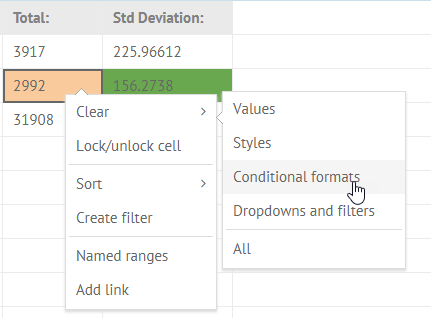 Total: Std Deviation:
3917 225.96612
2992 156.2738
31908
Clear
Lock/unlock cell
Sort
Create filter
Named ranges
Add link
Values
Styles
Conditional formats
Dropdowns and filters
All